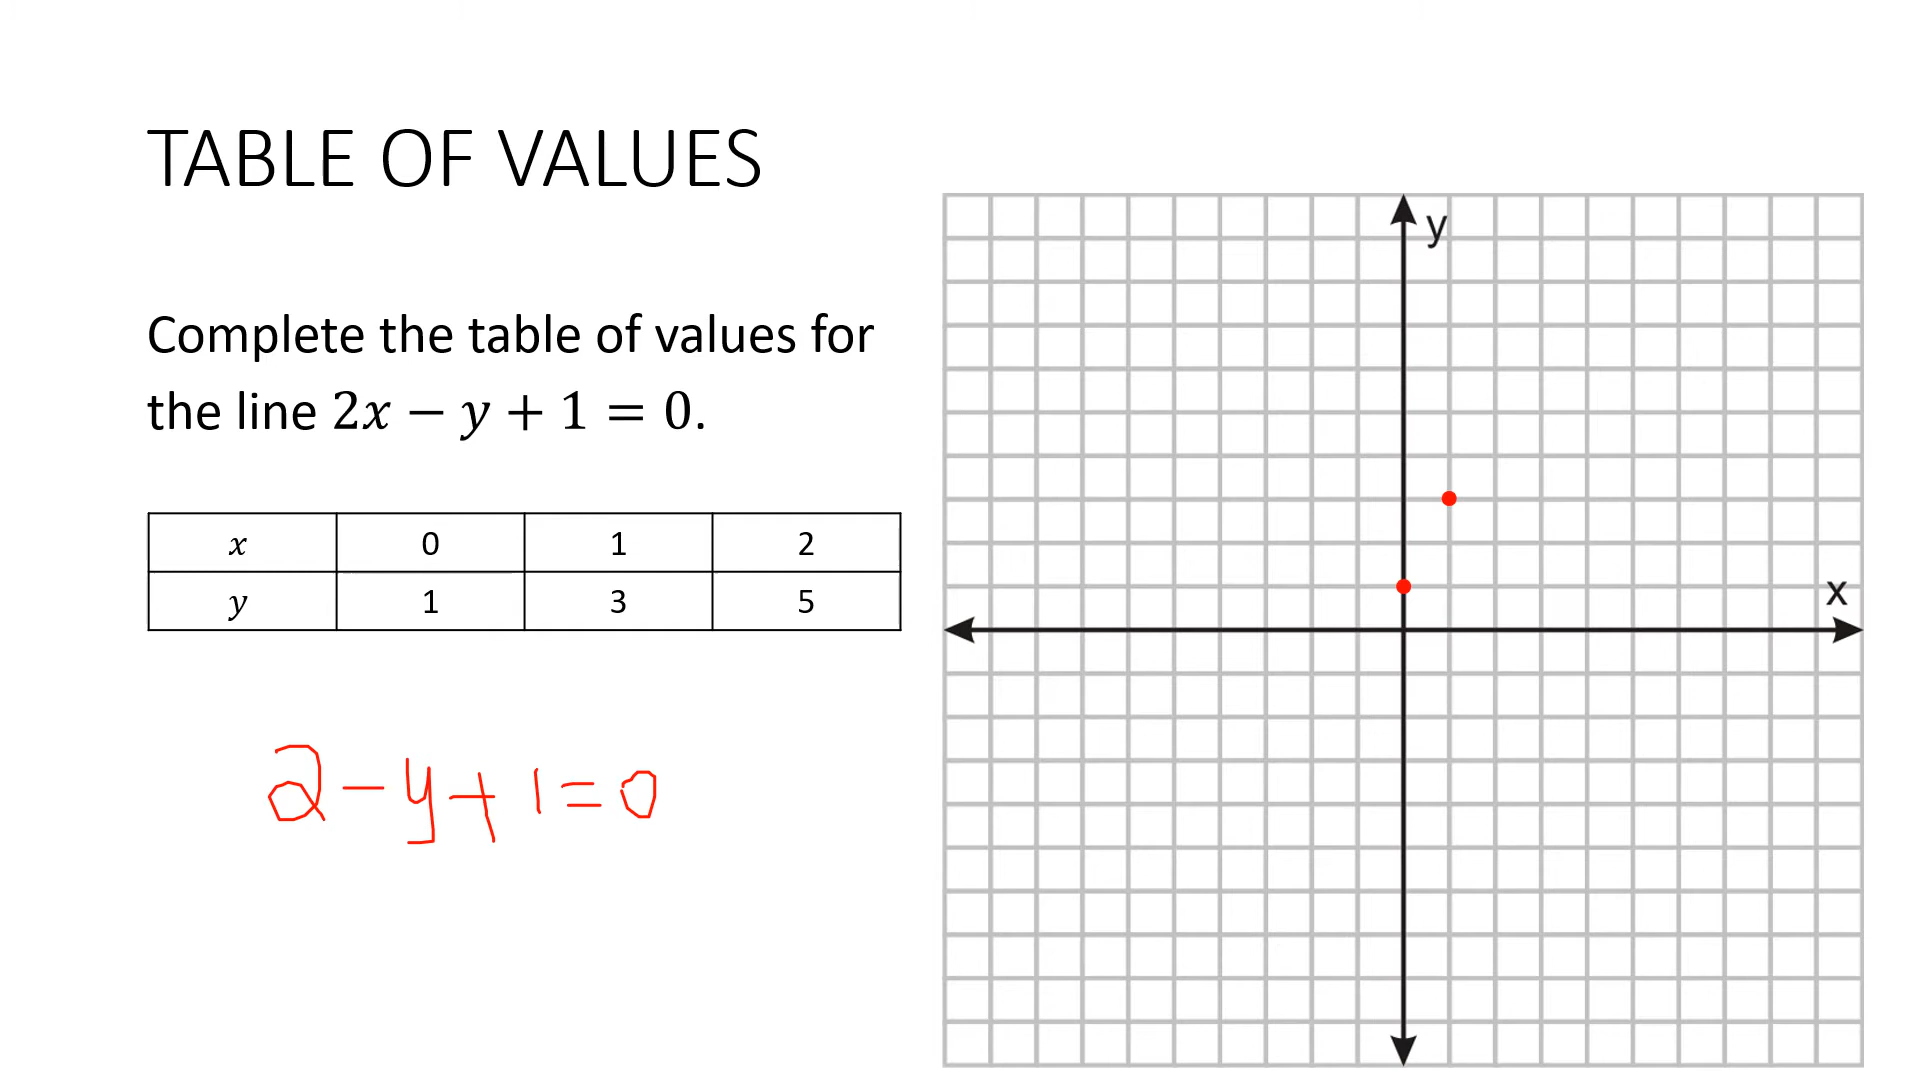 TABLE OF VALUES
Complete the table of values for
the line 2x − y + 1 = 0.
x 0 1 2
y 1 3 5
2 − y + 1 = 0
y
x